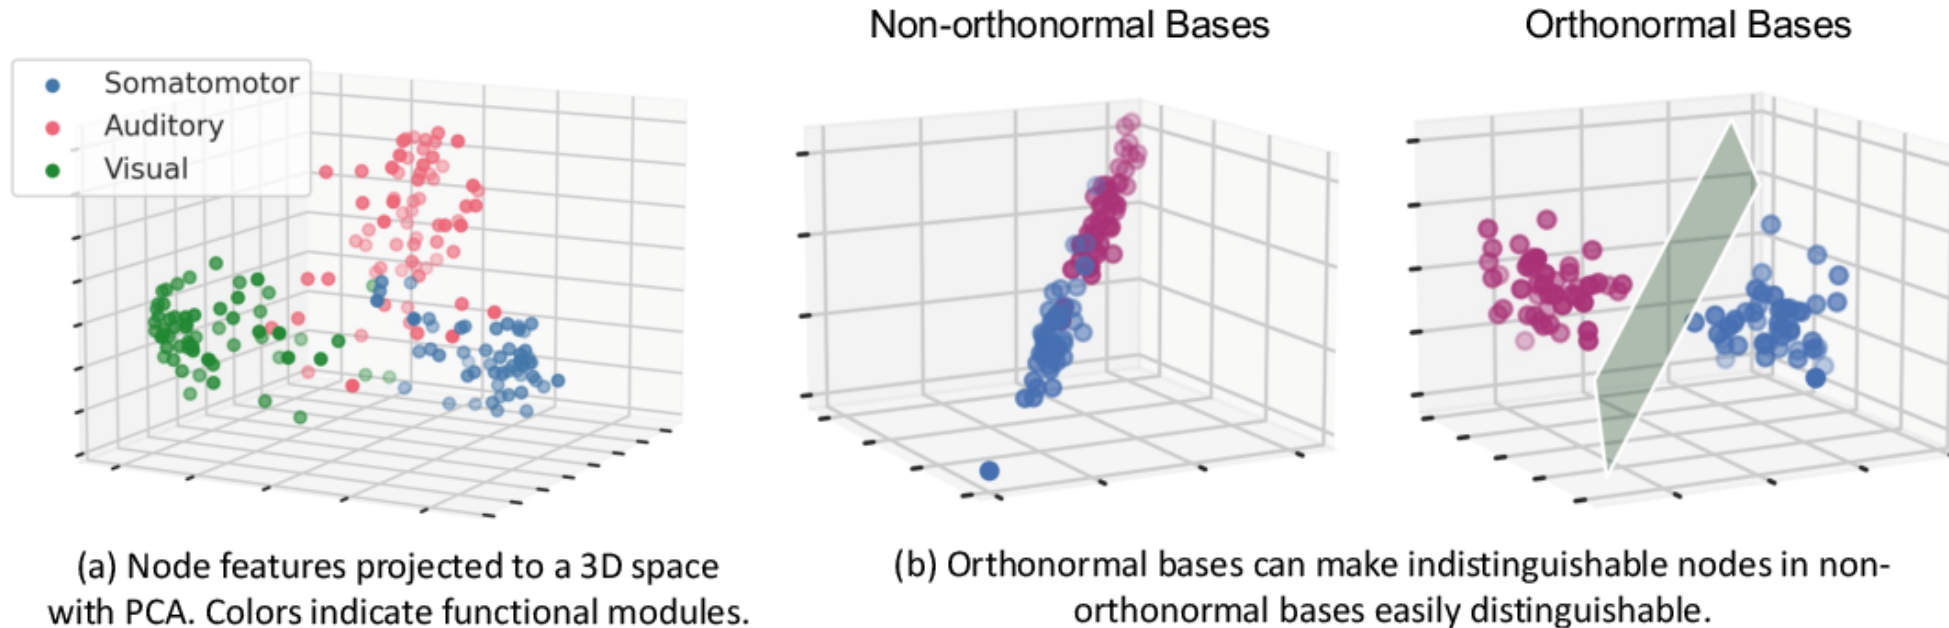 Non-orthonormal Bases
Orthonormal Bases
Somatomotor
Auditory
Visual
(a) Node features projected to a 3D space
with PCA. Colors indicate functional modules.
(b) Orthonormal bases can make indistinguishable nodes in non-
orthonormal bases easily distinguishable.